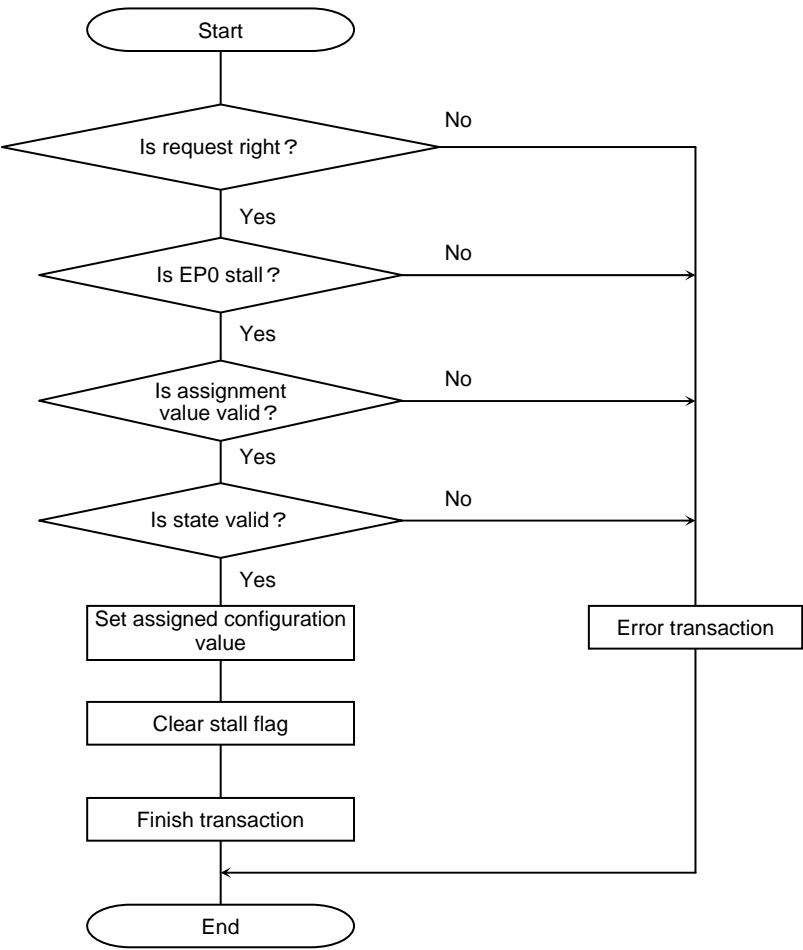 Start
No
Is request right？
Yes
No
Is EP0 stall？
Yes
No
Is assignment
value valid？
Yes
No
Is state valid？
Yes
Set assigned configuration
value
Error transaction
Clear stall flag
Finish transaction
End